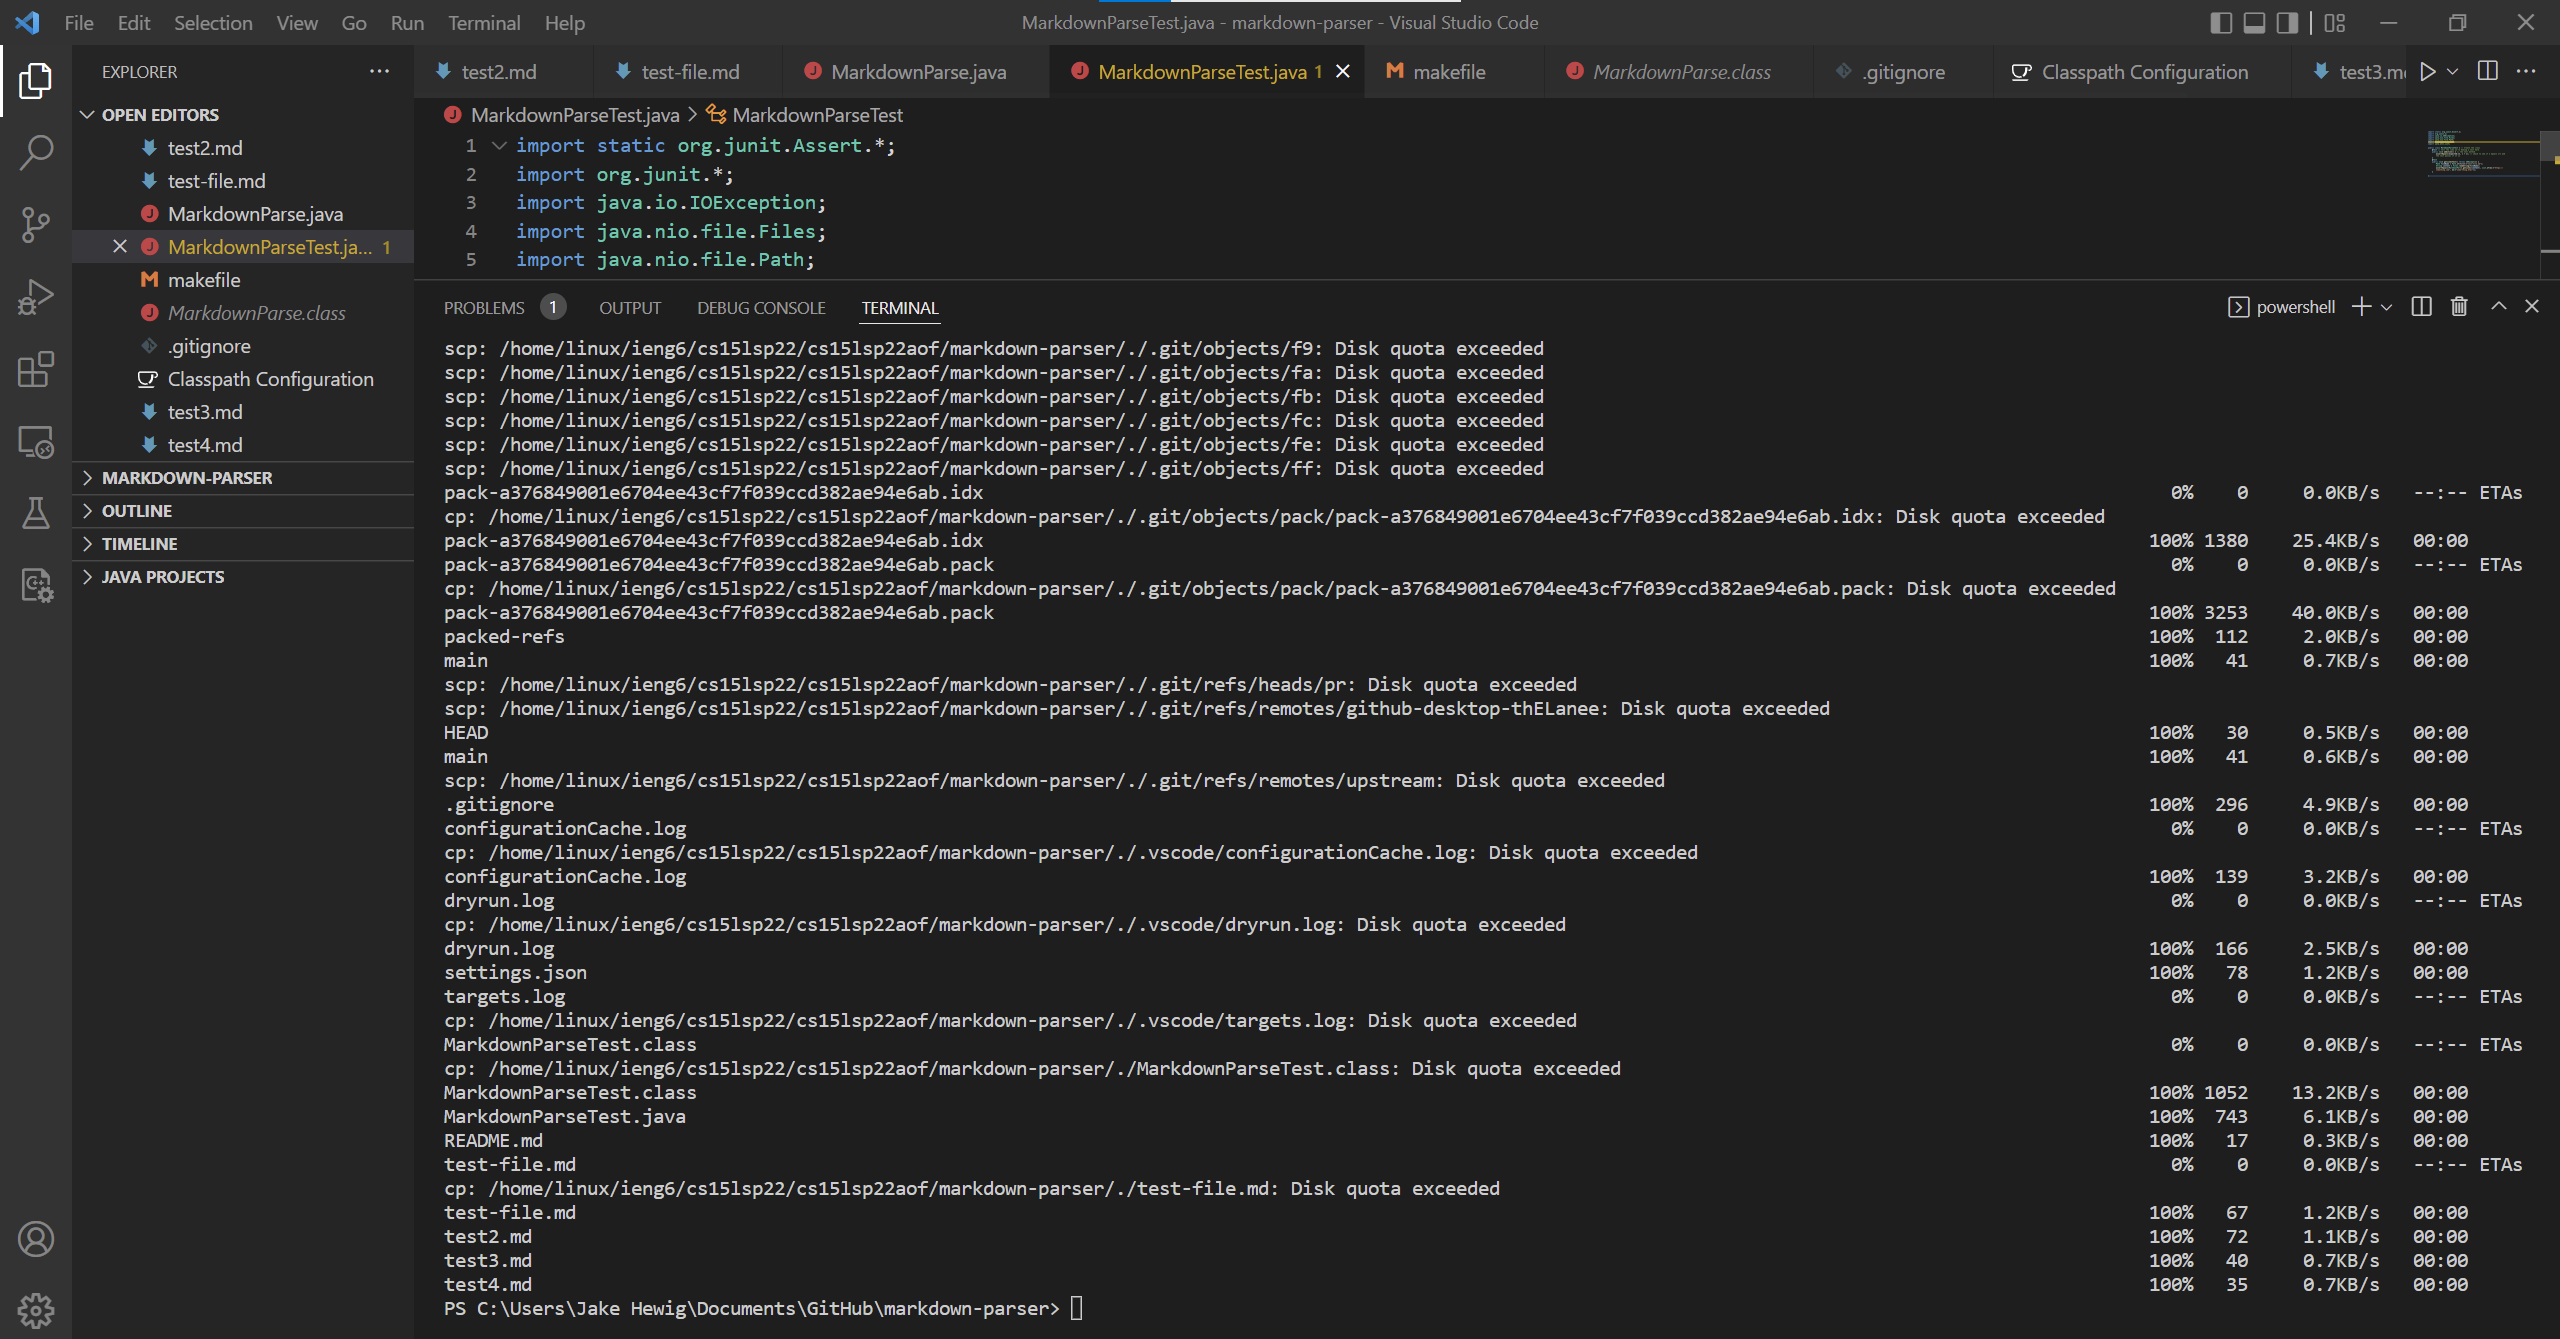 File Edit Selection View Go Run Terminal Help
MarkdownParseTest.java - markdown-parser - Visual Studio Code
EXPLORER
OPEN EDITORS
test2.md
test-file.md
MarkdownParse.java
MarkdownParseTest.ja... 1
makefile
MarkdownParse.class
.gitignore
Classpath Configuration
test3.md
test4.md
MARKDOWN-PARSER
OUTLINE
TIMELINE
JAVA PROJECTS
test2.md test-file.md MarkdownParse.java MarkdownParseTest.java 1 makefile MarkdownParse.class .gitignore Classpath Configuration test3.m
MarkdownParseTest.java > MarkdownParseTest
1 import static org.junit.Assert.*;
2 import org.junit.*;
3 import java.io.IOException;
4 import java.nio.file.Files;
5 import java.nio.file.Path;
PROBLEMS 1 OUTPUT DEBUG CONSOLE TERMINAL
powershell
scp: /home/linux/ieng6/cs15lsp22/cs15lsp22aof/markdown-parser/./.git/objects/f9: Disk quota exceeded
scp: /home/linux/ieng6/cs15lsp22/cs15lsp22aof/markdown-parser/./.git/objects/fa: Disk quota exceeded
scp: /home/linux/ieng6/cs15lsp22/cs15lsp22aof/markdown-parser/./.git/objects/fb: Disk quota exceeded
scp: /home/linux/ieng6/cs15lsp22/cs15lsp22aof/markdown-parser/./.git/objects/fc: Disk quota exceeded
scp: /home/linux/ieng6/cs15lsp22/cs15lsp22aof/markdown-parser/./.git/objects/fe: Disk quota exceeded
scp: /home/linux/ieng6/cs15lsp22/cs15lsp22aof/markdown-parser/./.git/objects/ff: Disk quota exceeded
pack-a376849001e6704ee43cf7f039ccd382ae94e6ab.idx 0% 0 0.0KB/s --:-- ETAs
cp: /home/linux/ieng6/cs15lsp22/cs15lsp22aof/markdown-parser/./.git/objects/pack/pack-a376849001e6704ee43cf7f039ccd382ae94e6ab.idx: Disk quota exceeded
pack-a376849001e6704ee43cf7f039ccd382ae94e6ab.idx 100% 1380 25.4KB/s 00:00
pack-a376849001e6704ee43cf7f039ccd382ae94e6ab.pack 0% 0 0.0KB/s --:-- ETAs
cp: /home/linux/ieng6/cs15lsp22/cs15lsp22aof/markdown-parser/./.git/objects/pack/pack-a376849001e6704ee43cf7f039ccd382ae94e6ab.pack: Disk quota exceeded
pack-a376849001e6704ee43cf7f039ccd382ae94e6ab.pack 100% 3253 40.0KB/s 00:00
packed-refs 100% 112 2.0KB/s 00:00
main 100% 41 0.7KB/s 00:00
scp: /home/linux/ieng6/cs15lsp22/cs15lsp22aof/markdown-parser/./.git/refs/heads/pr: Disk quota exceeded
scp: /home/linux/ieng6/cs15lsp22/cs15lsp22aof/markdown-parser/./.git/refs/remotes/github-desktop-thELanee: Disk quota exceeded
HEAD 100% 30 0.5KB/s 00:00
main 100% 41 0.6KB/s 00:00
scp: /home/linux/ieng6/cs15lsp22/cs15lsp22aof/markdown-parser/./.git/refs/remotes/upstream: Disk quota exceeded
.gitignore 100% 296 4.9KB/s 00:00
configurationCache.log 0% 0 0.0KB/s --:-- ETAs
cp: /home/linux/ieng6/cs15lsp22/cs15lsp22aof/markdown-parser/./.vscode/configurationCache.log: Disk quota exceeded
configurationCache.log 100% 139 3.2KB/s 00:00
dryrun.log 0% 0 0.0KB/s --:-- ETAs
cp: /home/linux/ieng6/cs15lsp22/cs15lsp22aof/markdown-parser/./.vscode/dryrun.log: Disk quota exceeded
dryrun.log 100% 166 2.5KB/s 00:00
settings.json 100% 78 1.2KB/s 00:00
targets.log 0% 0 0.0KB/s --:-- ETAs
cp: /home/linux/ieng6/cs15lsp22/cs15lsp22aof/markdown-parser/./.vscode/targets.log: Disk quota exceeded
MarkdownParseTest.class 0% 0 0.0KB/s --:-- ETAs
cp: /home/linux/ieng6/cs15lsp22/cs15lsp22aof/markdown-parser/./MarkdownParseTest.class: Disk quota exceeded
MarkdownParseTest.class 100% 1052 13.2KB/s 00:00
MarkdownParseTest.java 100% 743 6.1KB/s 00:00
README.md 100% 17 0.3KB/s 00:00
test-file.md 0% 0 0.0KB/s --:-- ETAs
cp: /home/linux/ieng6/cs15lsp22/cs15lsp22aof/markdown-parser/./test-file.md: Disk quota exceeded
test-file.md 100% 67 1.2KB/s 00:00
test2.md 100% 72 1.1KB/s 00:00
test3.md 100% 40 0.7KB/s 00:00
test4.md 100% 35 0.7KB/s 00:00
PS C:\Users\Jake Hewig\Documents\GitHub\markdown-parser>